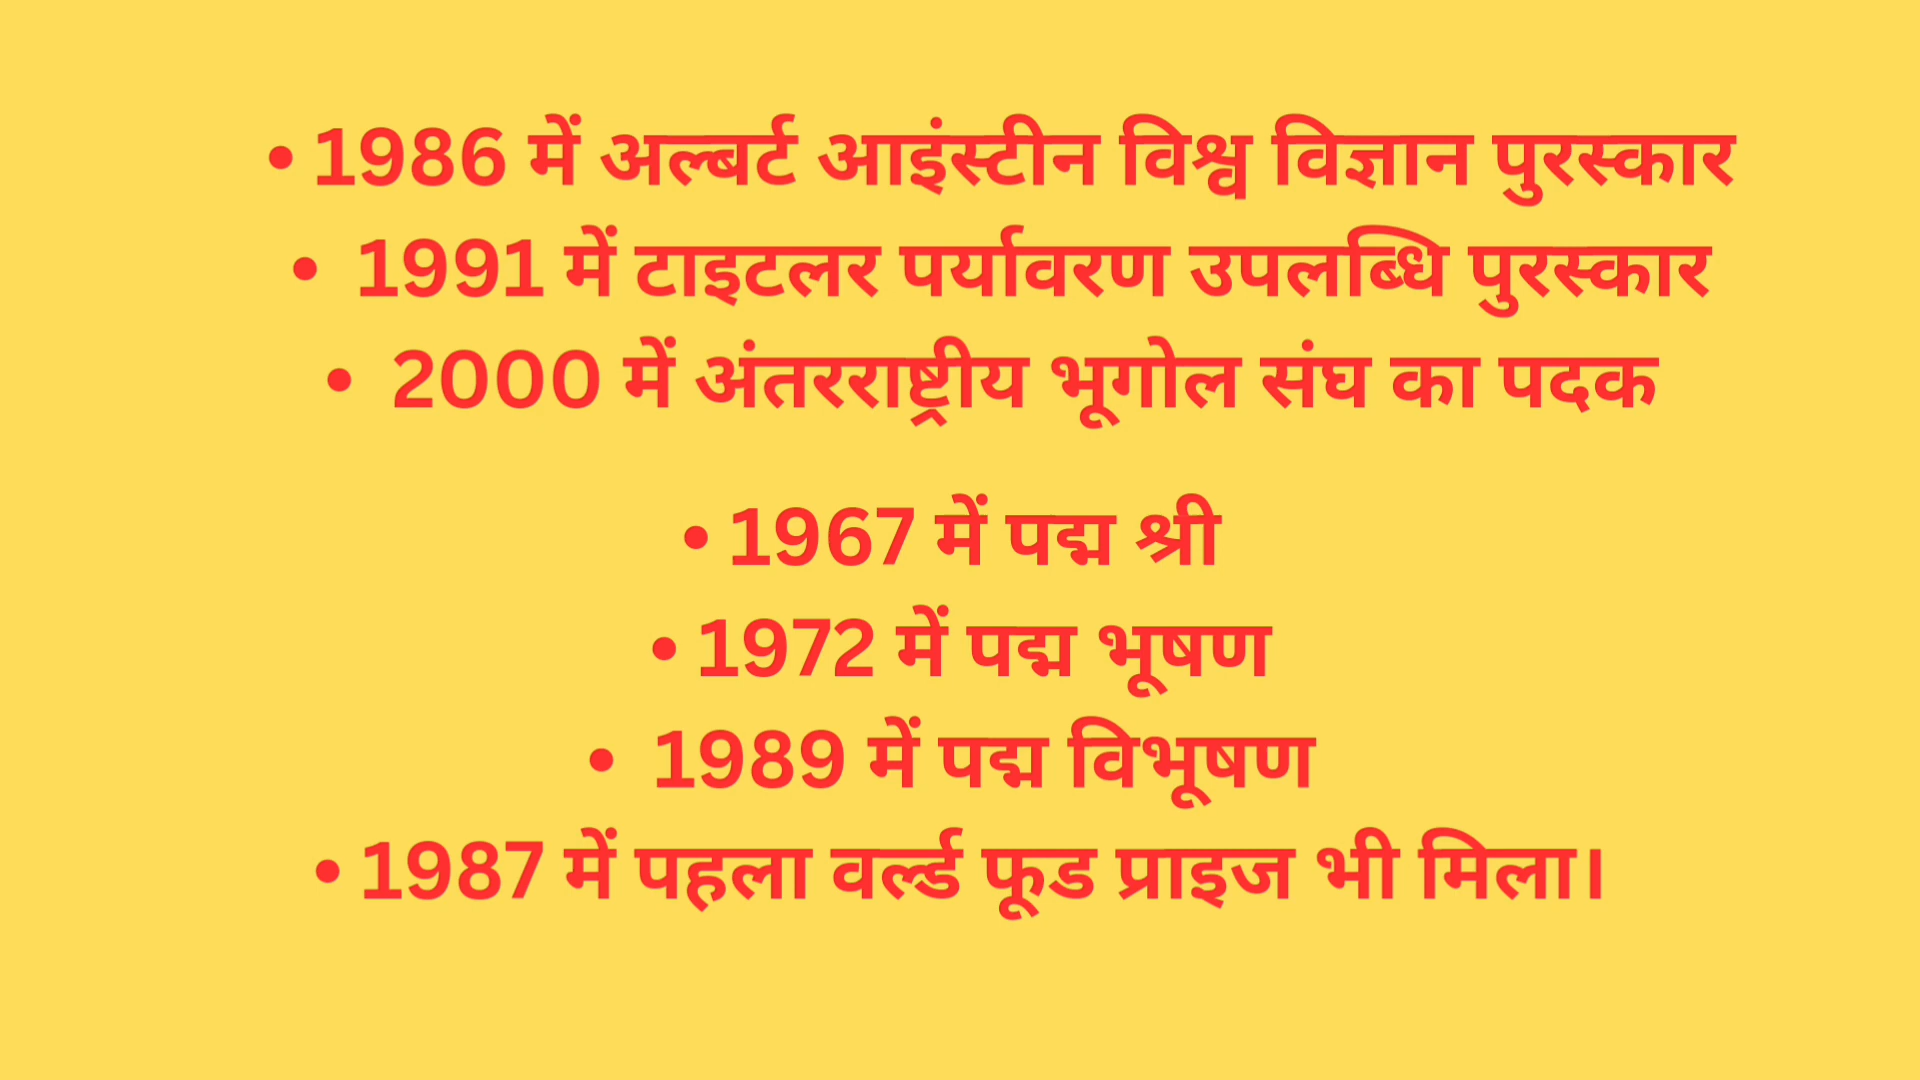 • 1986 में अल्बर्ट आइंस्टीन विश्व विज्ञान पुरस्कार
• 1991 में टाइटलर पर्यावरण उपलब्धि पुरस्कार
• 2000 में अंतरराष्ट्रीय भूगोल संघ का पदक
• 1967 में पद्म श्री
• 1972 में पद्म भूषण
• 1989 में पद्म विभूषण
• 1987 में पहला वर्ल्ड फूड प्राइज भी मिला।